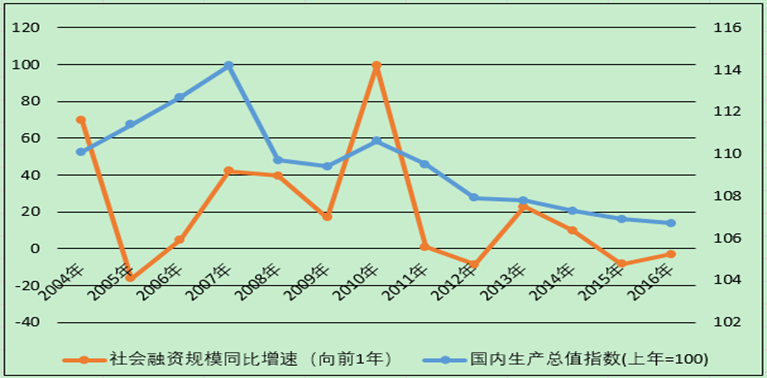 120
100
80
60
40
20
0
-20
-40
116
114
112
110
108
106
104
102
2004年
2005年
2006年
2007年
2008年
2009年
2010年
2011年
2012年
2013年
2014年
2015年
2016年
社会融资规模同比增速（向前1年） 国内生产总值指数(上年=100)